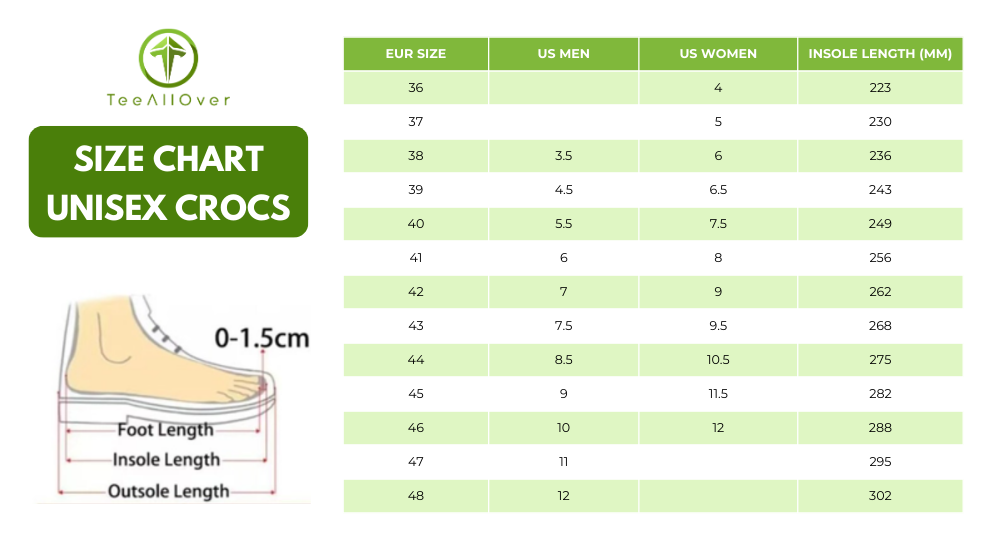 TeeAllOver
SIZE CHART
UNISEX CROCS
0-1.5cm
Foot Length
Insole Length
Outsole Length
EUR SIZE US MEN US WOMEN INSOLE LENGTH (MM)
36 4 223
37 5 230
38 3.5 6 236
39 4.5 6.5 243
40 5.5 7.5 249
41 6 8 256
42 7 9 262
43 7.5 9.5 268
44 8.5 10.5 275
45 9 11.5 282
46 10 12 288
47 11 295
48 12 302